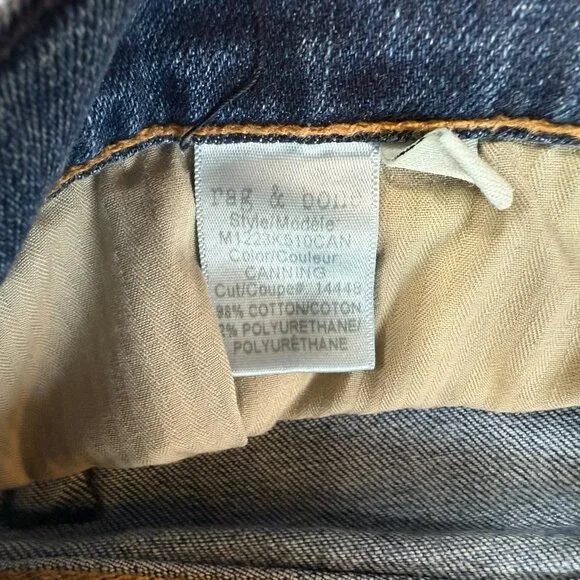 rag & bone
Style/Modèle:
M1223K510CAN
Color/Couleur:
CANNING
Cut/Coupe#. 14448
98% COTTON/COTON
2% POLYURETHANE/
POLYURÉTHANE